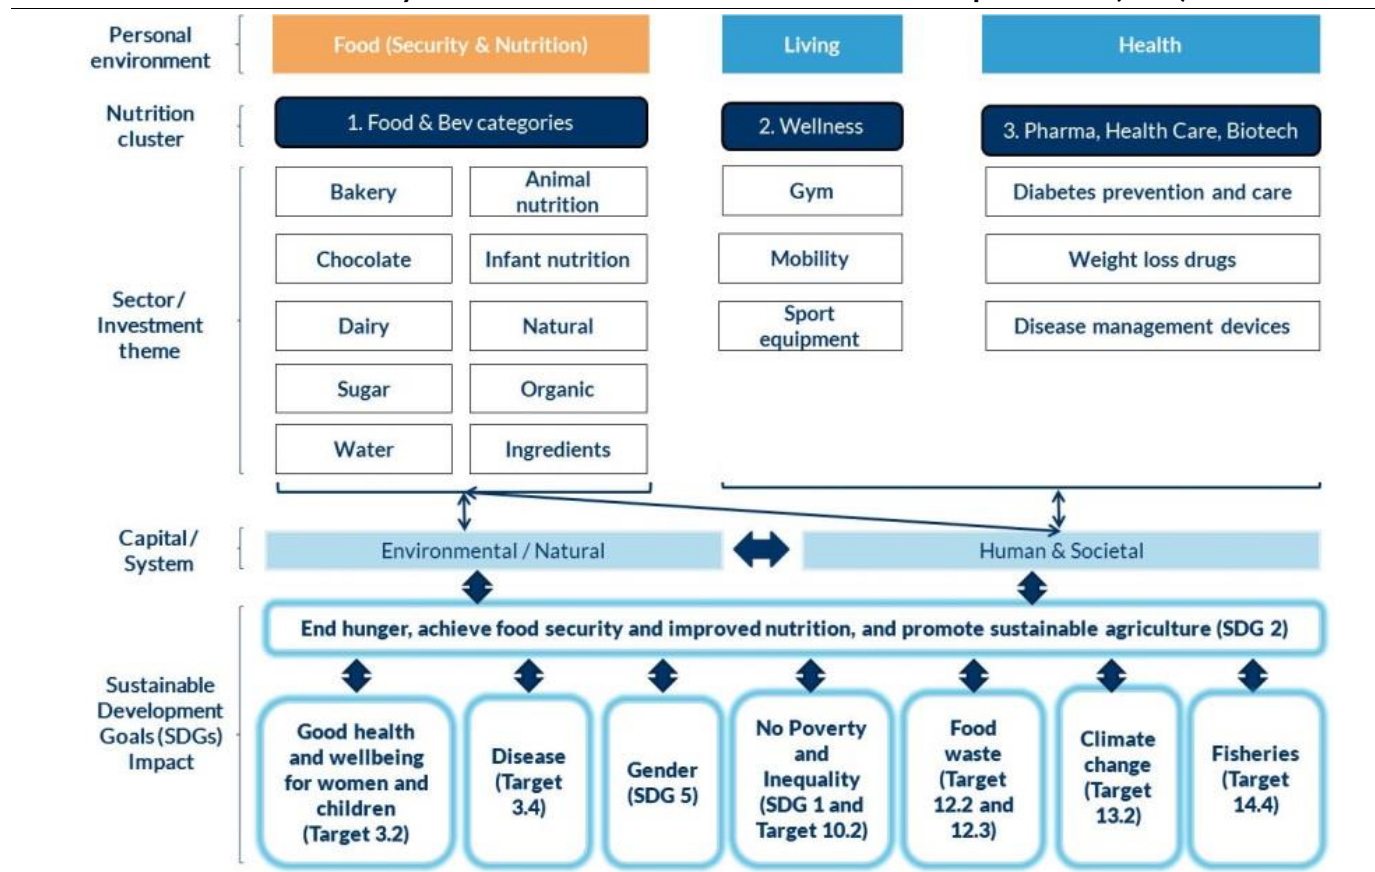 Personal
environment
Food (Security & Nutrition)
Living
Health
Nutrition
cluster
1. Food & Bev categories
2. Wellness
3. Pharma, Health Care, Biotech
Sector/
Investment
theme
Bakery
Animal
nutrition
Gym
Diabetes prevention and care
Chocolate
Infant nutrition
Mobility
Weight loss drugs
Dairy
Natural
Sport
equipment
Disease management devices
Sugar
Organic
Water
Ingredients
Capital/
System
Environmental / Natural
Human & Societal
Sustainable
Development
Goals (SDGs)
Impact
End hunger, achieve food security and improved nutrition, and promote sustainable agriculture (SDG 2)
Good health
and wellbeing
for women and
children
(Target 3.2)
Disease
(Target
3.4)
Gender
(SDG 5)
No Poverty
and
Inequality
(SDG 1 and
Target 10.2)
Food
waste
(Target
12.2 and
12.3)
Climate
change
(Target
13.2)
Fisheries
(Target
14.4)